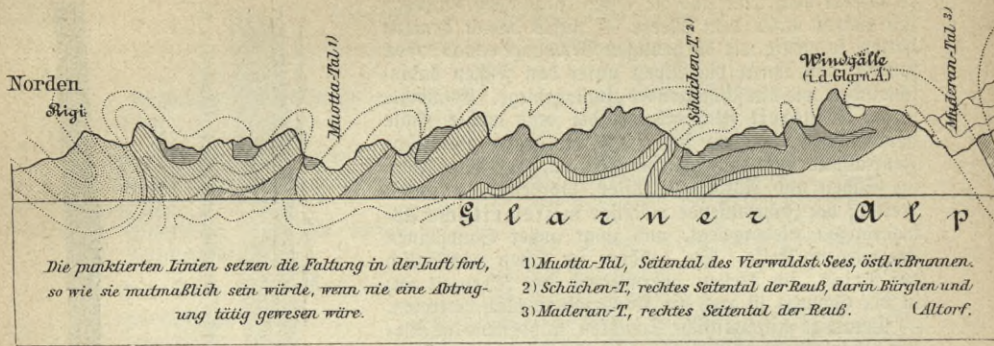 Norden
Rigi
Muotta-Tal 1)
Schächen-T. 2)
Windgälle
(i.d.Glarn.A.)
Maderan-Tal 3)
Glarner Alp
Die punktierten Linien setzen die Faltung in der Luft fort,
so wie sie mutmaßlich sein würde, wenn nie eine Abtrag-
ung tätig gewesen wäre.
1) Muotta-Tal, Seitental des Vierwaldst. Sees, östl. v. Brunnen.
2) Schächen-T., rechtes Seitental der Reuß, darin Bürglen und
3) Maderan-T., rechtes Seitental der Reuß. (Altorf.